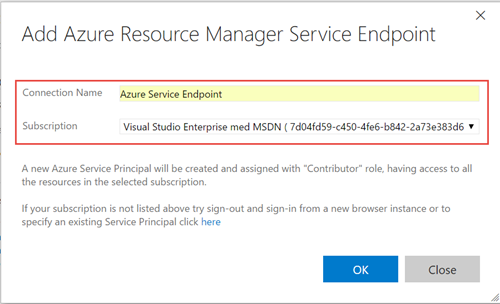 Add Azure Resource Manager Service Endpoint
Connection Name Azure Service Endpoint
Subscription Visual Studio Enterprise med MSDN ( 7d04fd59-c450-4fe6-b842-2a73e383d6
A new Azure Service Principal will be created and assigned with "Contributor" role, having access to all
the resources in the selected subscription.
If your subscription is not listed above try sign-out and sign-in from a new browser instance or to
specify an existing Service Principal click here
OK Close